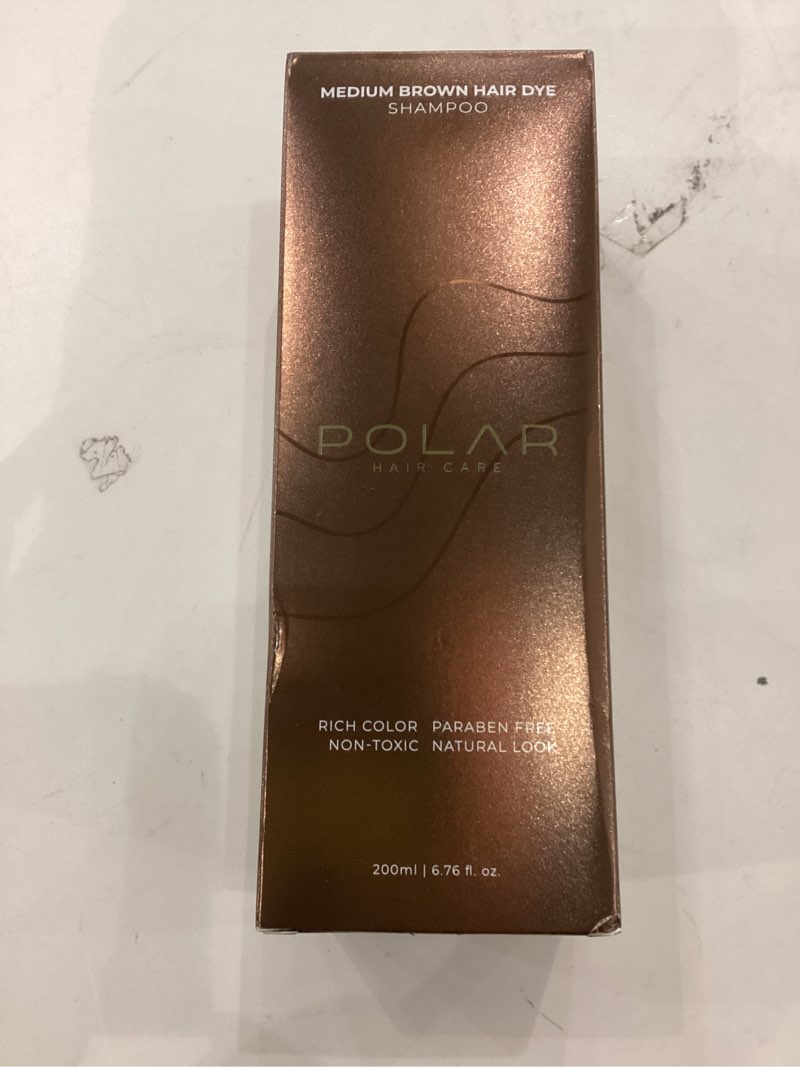 MEDIUM BROWN HAIR DYE
SHAMPOO
POLAR
HAIR CARE
RICH COLOR PARABEN FREE
NON-TOXIC NATURAL LOOK
200ml | 6.76 fl. oz.